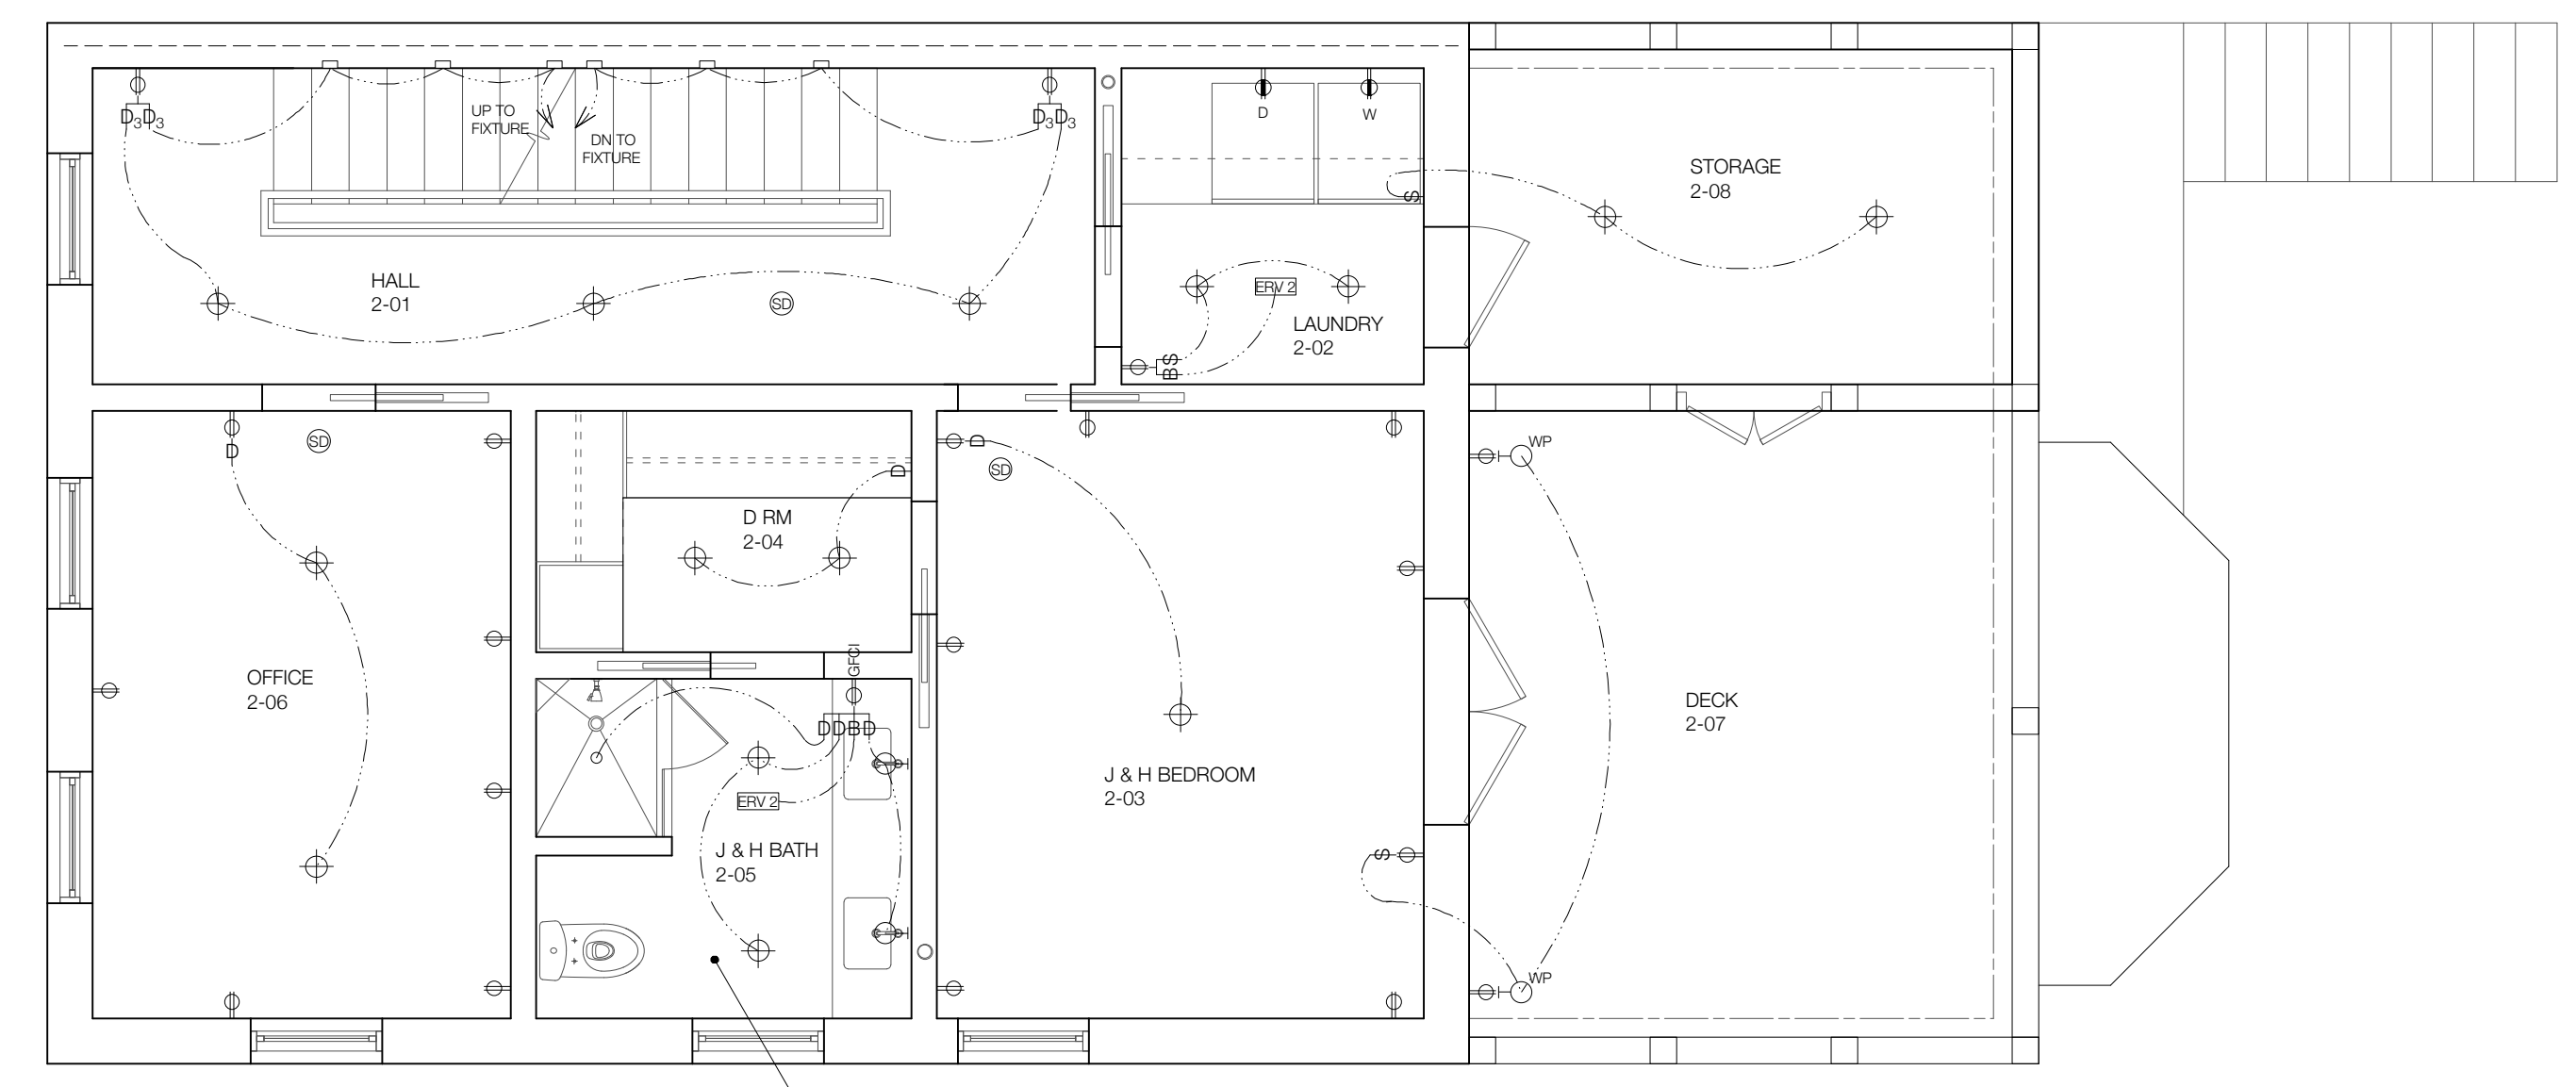 D3D3
UP TO
FIXTURE
DN TO
FIXTURE
D3D3
D
W
S
STORAGE
2-08
HALL
2-01
SD
ERV 2
LAUNDRY
2-02
BS
D
SD
D
SD
D
WP
D RM
2-04
GFCI
OFFICE
2-06
DDBD
DECK
2-07
ERV 2
J & H BEDROOM
2-03
J & H BATH
2-05
S
WP